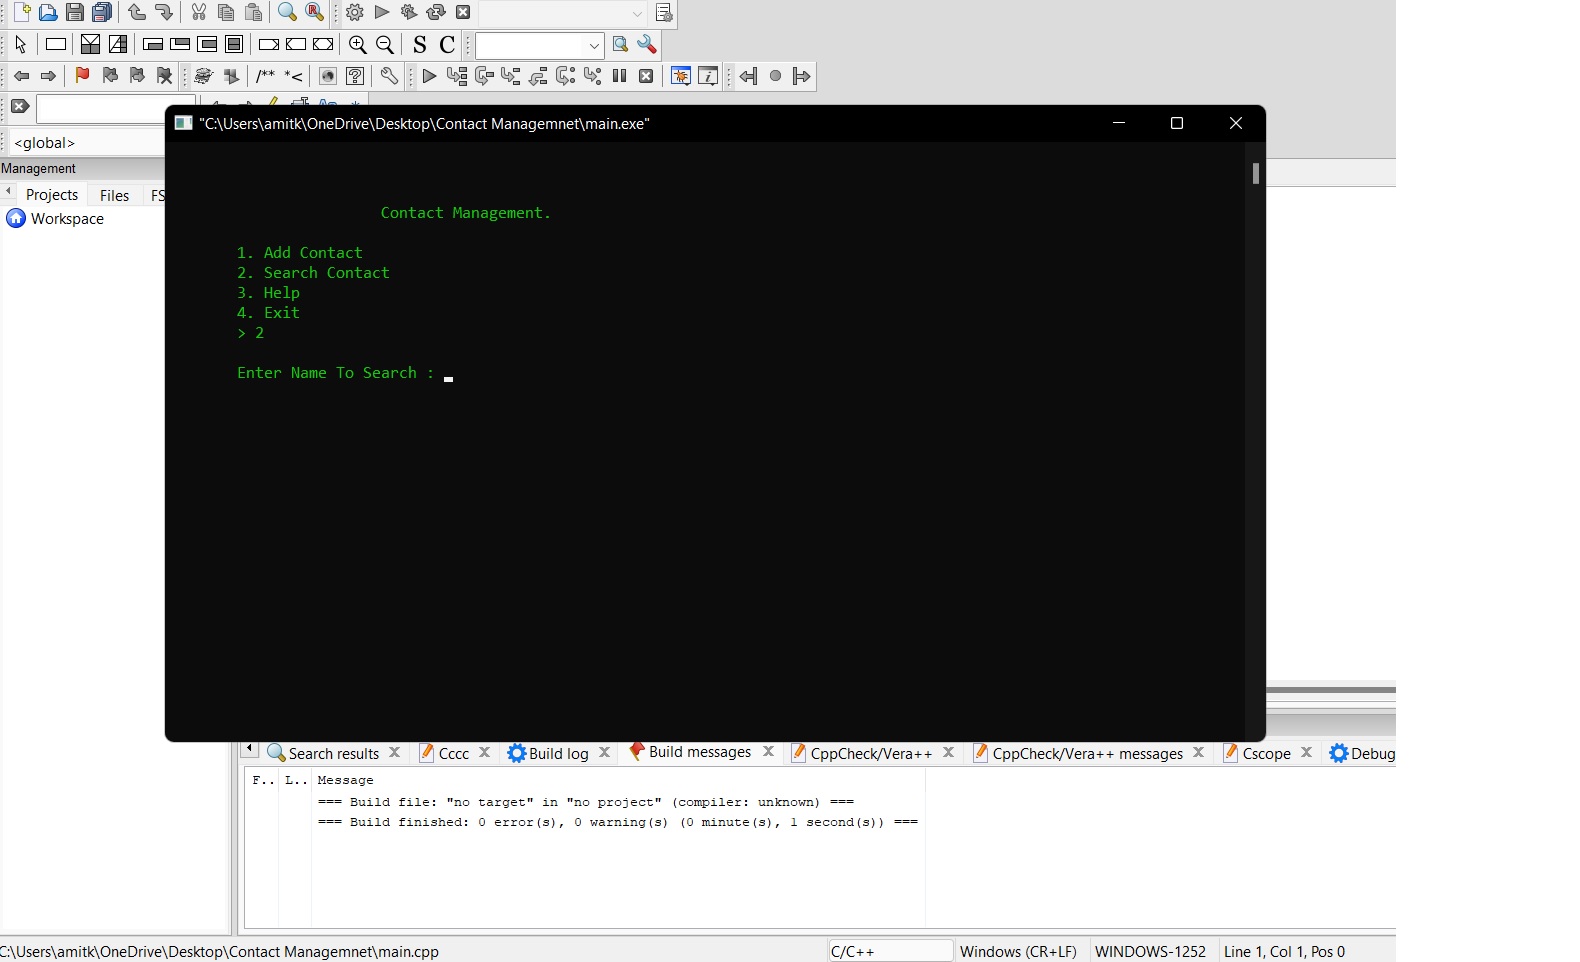 S C
/** *<
<global>
Management
Projects Files FS
Workspace
"C:\Users\amitk\OneDrive\Desktop\Contact Managemnet\main.exe"
Contact Management.
1. Add Contact
2. Search Contact
3. Help
4. Exit
> 2
Enter Name To Search :
Search results Cccc Build log Build messages CppCheck/Vera++ CppCheck/Vera++ messages Cscope Debug
F.. L.. Message
=== Build file: "no target" in "no project" (compiler: unknown) ===
=== Build finished: 0 error(s), 0 warning(s) (0 minute(s), 1 second(s)) ===
C:\Users\amitk\OneDrive\Desktop\Contact Managemnet\main.cpp C/C++ Windows (CR+LF) WINDOWS-1252 Line 1, Col 1, Pos 0